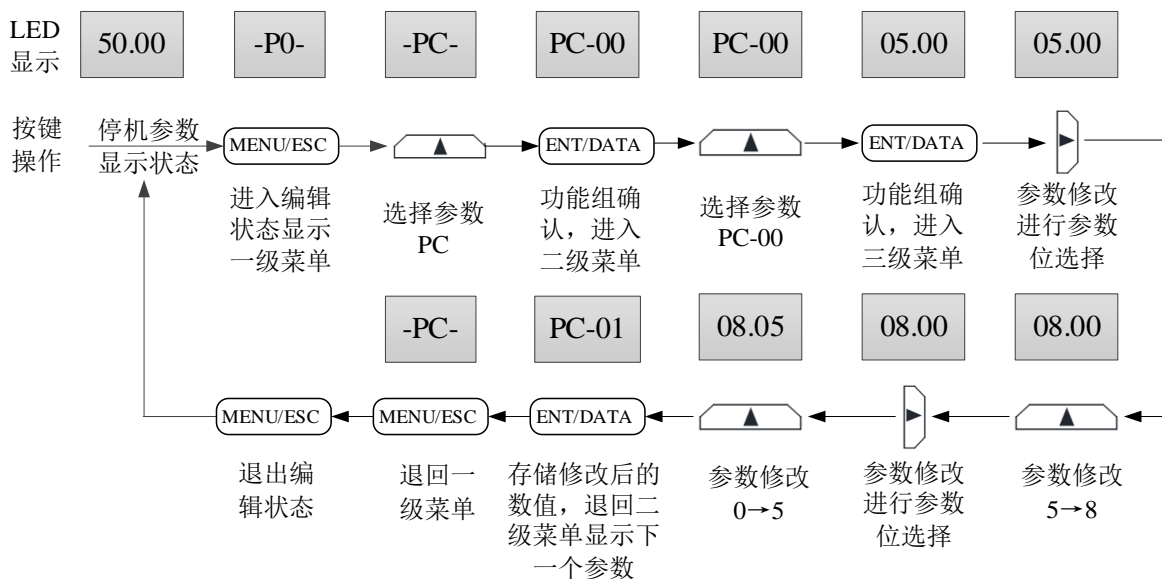 LED
显示
50.00
-P0-
-PC-
PC-00
PC-00
05.00
05.00
按键
操作
停机参数
显示状态
MENU/ESC
ENT/DATA
ENT/DATA
进入编辑
状态显示
一级菜单
选择参数
PC
功能组确
认，进入
二级菜单
选择参数
PC-00
功能组确
认，进入
三级菜单
参数修改
进行参数
位选择
-PC-
PC-01
08.05
08.00
08.00
MENU/ESC
MENU/ESC
ENT/DATA
退出编
辑状态
退回一
级菜单
存储修改后的
数值，退回二
级菜单显示下
一个参数
参数修改
0→5
参数修改
进行参数
位选择
参数修改
5→8